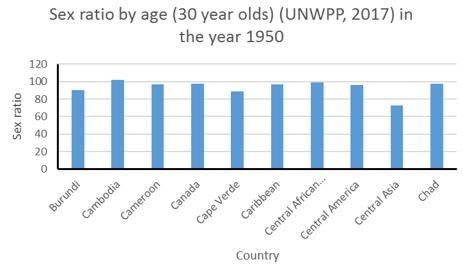 Sex ratio by age (30 year olds) (UNWPP, 2017) in
the year 1950
120
100
80
60
40
20
0
Sex ratio
Burundi
Cambodia
Cameroon
Canada
Cape Verde
Caribbean
Central African...
Central America
Central Asia
Chad
Country